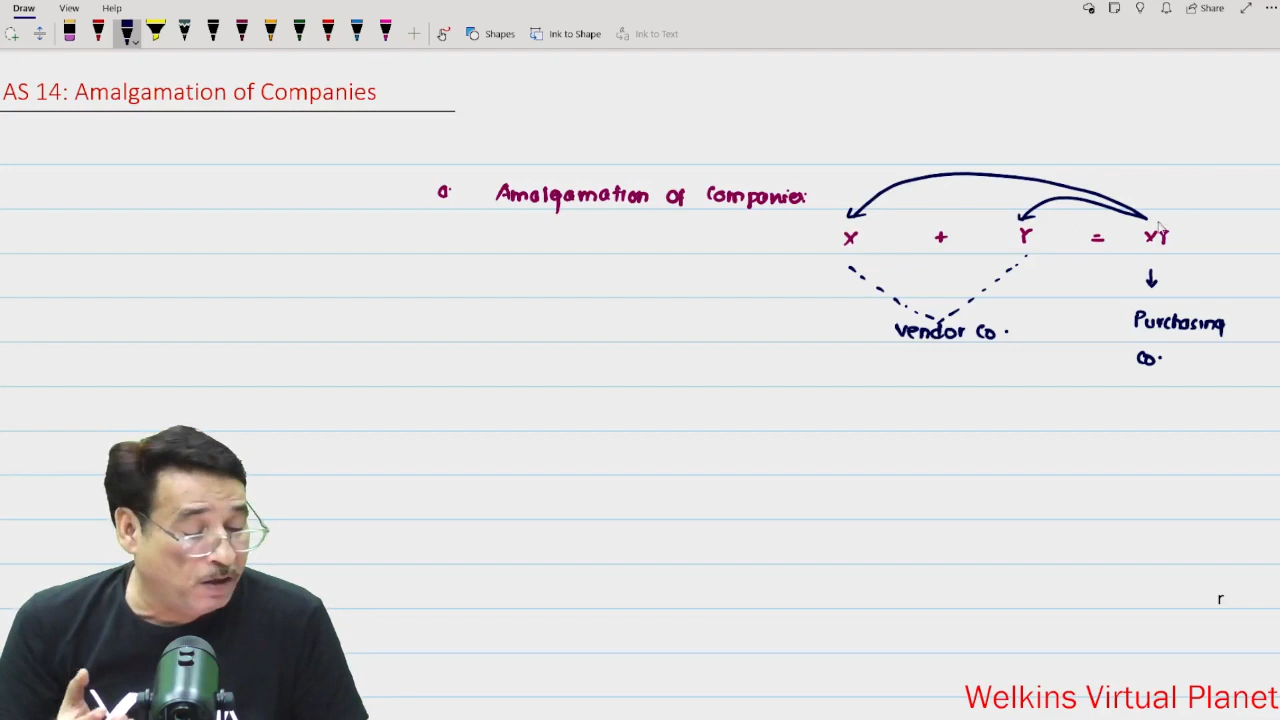 Draw View Help
Share
Shapes Ink to Shape Ink to Text
AS 14: Amalgamation of Companies
a. Amalgamation of Companies
X + Y = XY
Vendor Co.
Purchasing
Co.
r
Welkins Virtual Planet